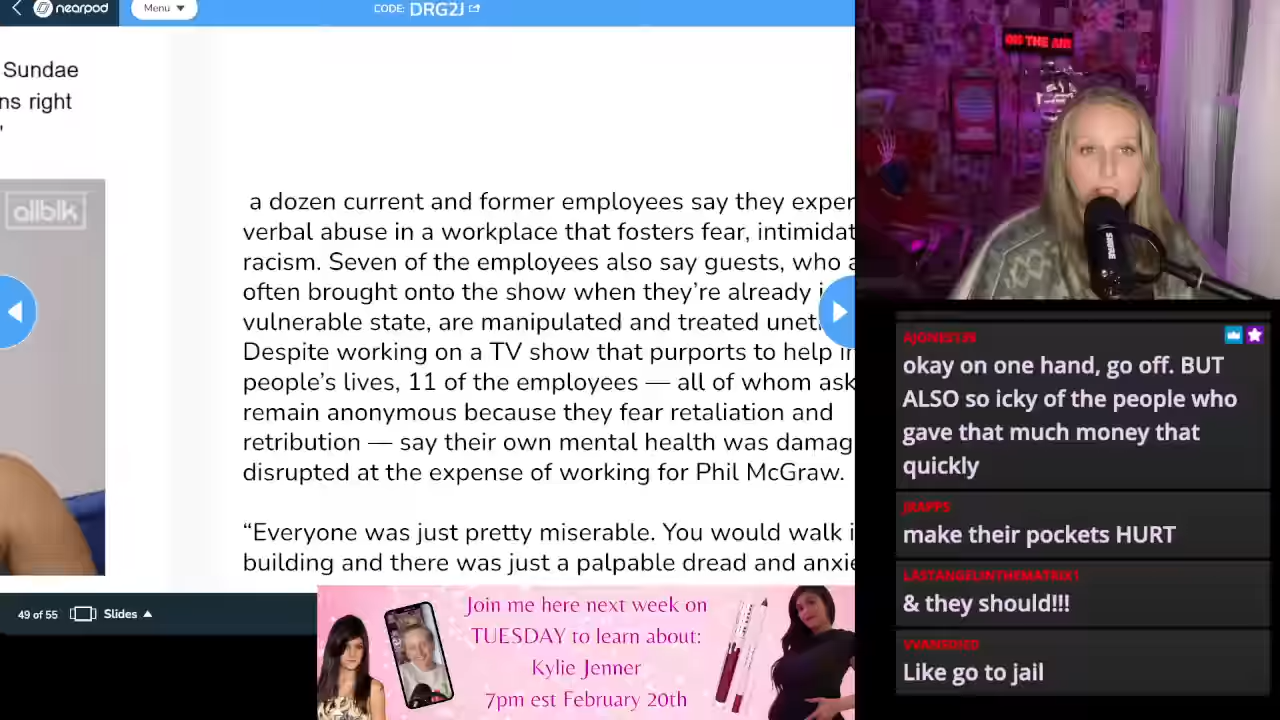 nearpod
Menu
CODE: DRG2J
Sundae
ns right
allblk
a dozen current and former employees say they exper
verbal abuse in a workplace that fosters fear, intimidat
racism. Seven of the employees also say guests, who a
often brought onto the show when they're already i
vulnerable state, are manipulated and treated uneth
Despite working on a TV show that purports to help in
people's lives, 11 of the employees — all of whom ask
remain anonymous because they fear retaliation and
retribution — say their own mental health was damag
disrupted at the expense of working for Phil McGraw.
“Everyone was just pretty miserable. You would walk i
building and there was just a palpable dread and anxie
49 of 55
Slides
Join me here next week on
TUESDAY to learn about:
Kylie Jenner
7pm est February 20th
ON THE AIR
SHURE
okay on one hand, go off. BUT
ALSO so icky of the people who
gave that much money that
quickly
JRAPPS
make their pockets HURT
LASTANGELINTHEMATRIX1
& they should!!!
VVANSDIED
Like go to jail